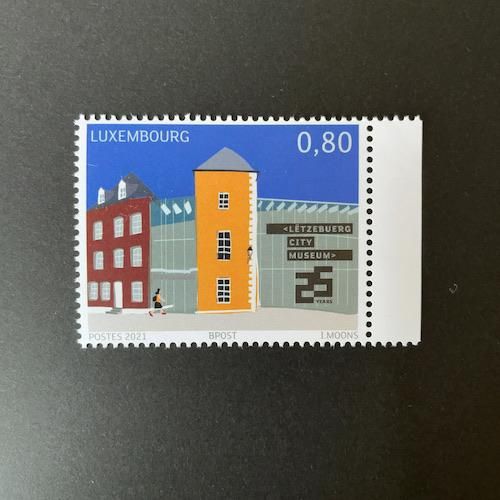 LUXEMBOURG 0,80
<LËTZEBUERG
CITY
MUSEUM>
25
YEARS
POSTES 2021 BPOST I.MOONS